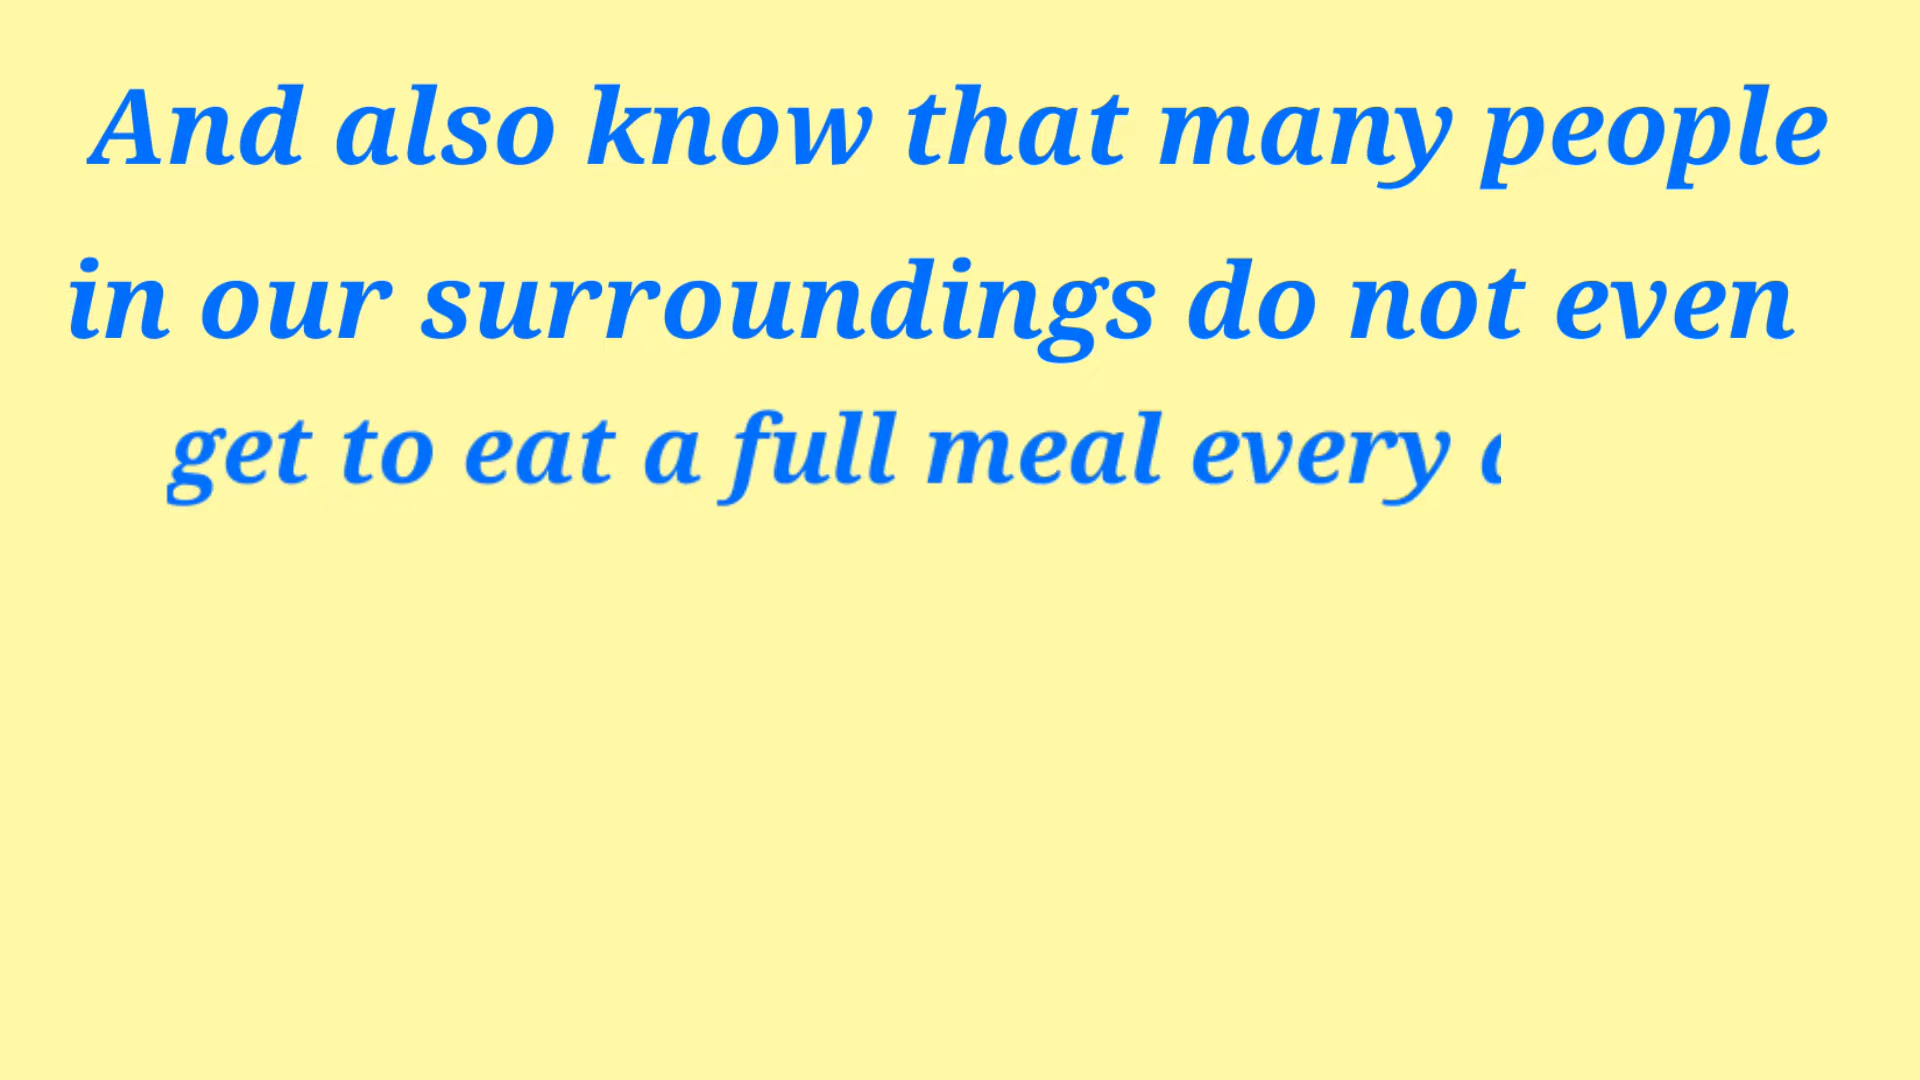 And also know that many people
in our surroundings do not even
get to eat a full meal every